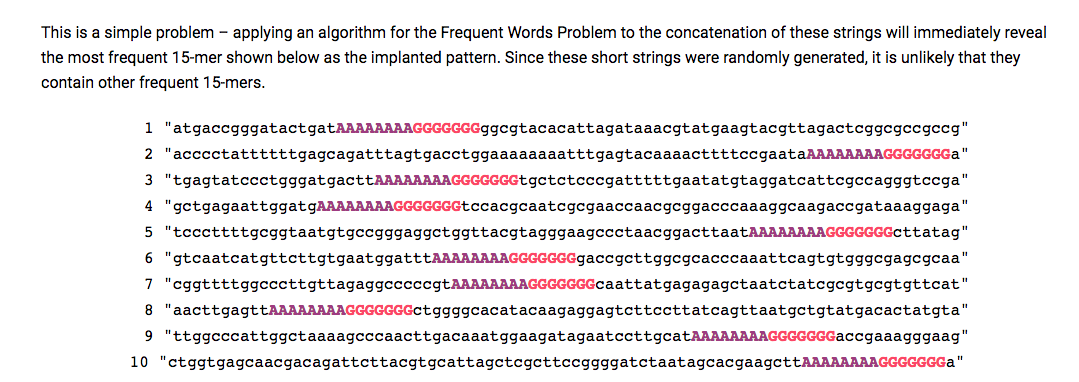 This is a simple problem – applying an algorithm for the Frequent Words Problem to the concatenation of these strings will immediately reveal
the most frequent 15-mer shown below as the implanted pattern. Since these short strings were randomly generated, it is unlikely that they
contain other frequent 15-mers.
1 "atgaccgggatactgatAAAAAAAAGGGGGGGggcgtacacattagataaacgtatgaagtacgttagactcggcgccgccg"
2 "acccctattttttgagcagatttagtgacctggaaaaaaaatttgagtacaaaacttttccgaataAAAAAAAAGGGGGGGa"
3 "tgagtatccctgggatgacttAAAAAAAAGGGGGGGtgctctcccgatttttgaatatgtaggatcattcgccagggtccga"
4 "gctgagaattggatgAAAAAAAAGGGGGGGtccacgcaatcgcgaaccaacgcggacccaaaggcaagaccgataaaggaga"
5 "tcccttttgcggtaatgtgccgggaggctggttacgtagggaagccctaacggacttaatAAAAAAAAGGGGGGGcttatag"
6 "gtcaatcatgttcttgtgaatggatttAAAAAAAAGGGGGGGgaccgcttggcgcacccaaattcagtgtgggcgagcgcaa"
7 "cggttttggcccttgttagaggcccccgtAAAAAAAAGGGGGGGcaattatgagagagctaatctatcgcgtgcgtgttcat"
8 "aacttgagttAAAAAAAAGGGGGGGctggggcacatacaagaggagtcttccttatcagttaatgctgtatgacactatgta"
9 "ttggcccattggctaaaagcccaacttgacaaatggaagatagaatccttgcatAAAAAAAAGGGGGGGaccgaaagggaag"
10 "ctggtgagcaacgacagattcttacgtgcattagctcgcttccggggatctaatagcacgaagcttAAAAAAAAGGGGGGGa"